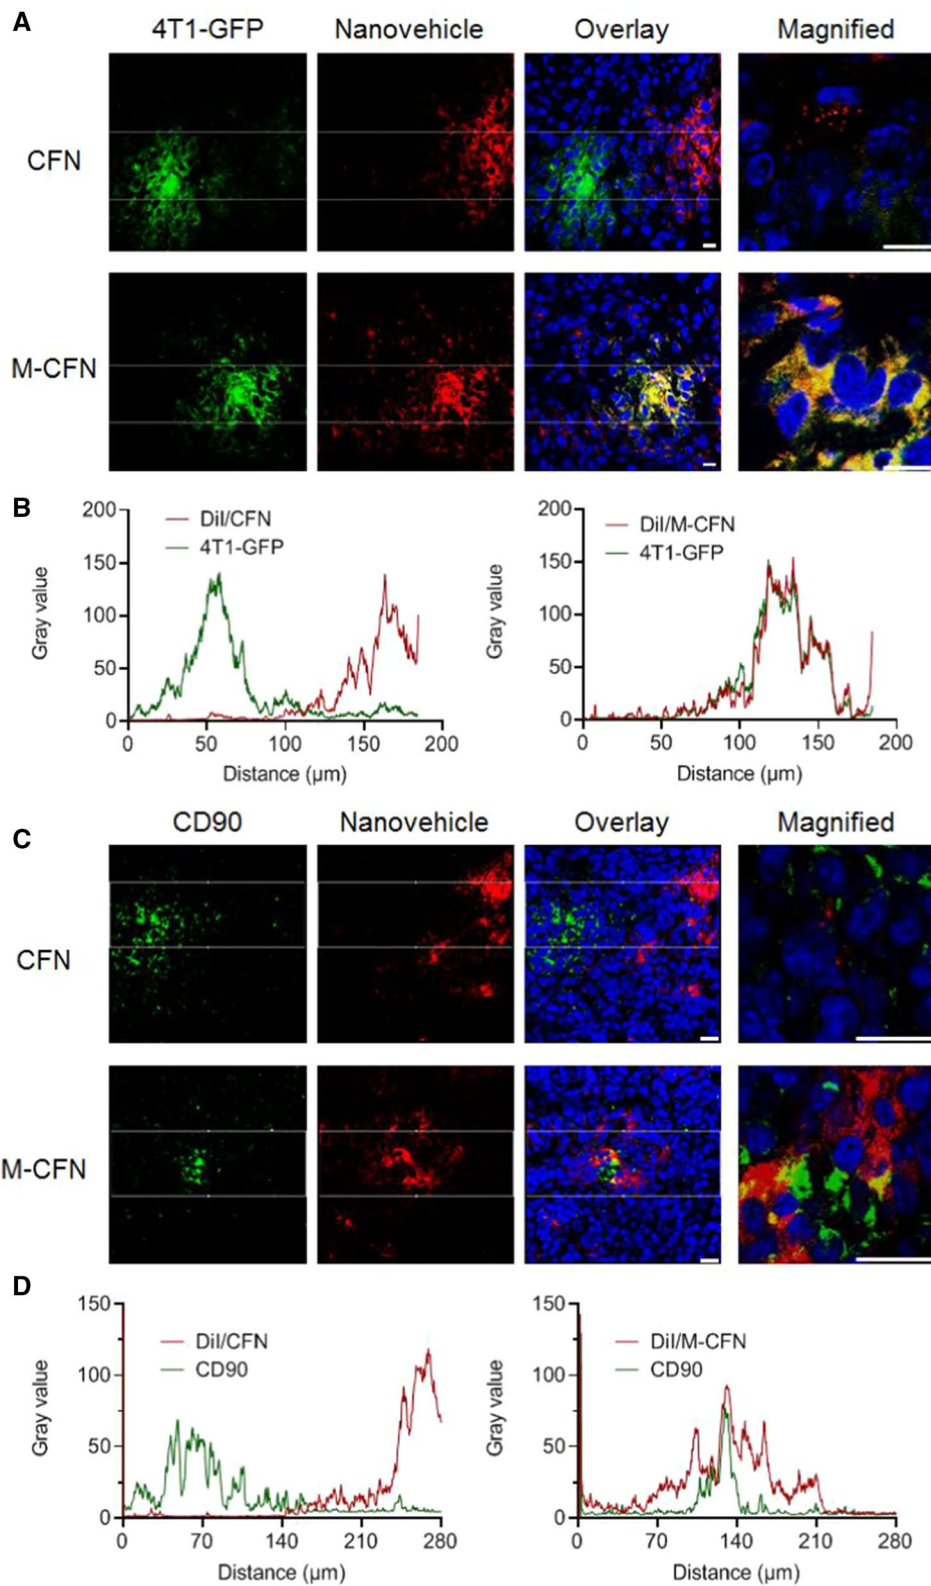 A
4T1-GFP Nanovehicle Overlay Magnified
CFN
M-CFN
B
200
150
100
50
0
Gray value
DiI/CFN
4T1-GFP
0 50 100 150 200
Distance (μm)
200
150
100
50
0
Gray value
DiI/M-CFN
4T1-GFP
0 50 100 150 200
Distance (μm)
C
CD90 Nanovehicle Overlay Magnified
CFN
M-CFN
D
150
100
50
0
Gray value
DiI/CFN
CD90
0 70 140 210 280
Distance (μm)
150
100
50
0
Gray value
DiI/M-CFN
CD90
0 70 140 210 280
Distance (μm)